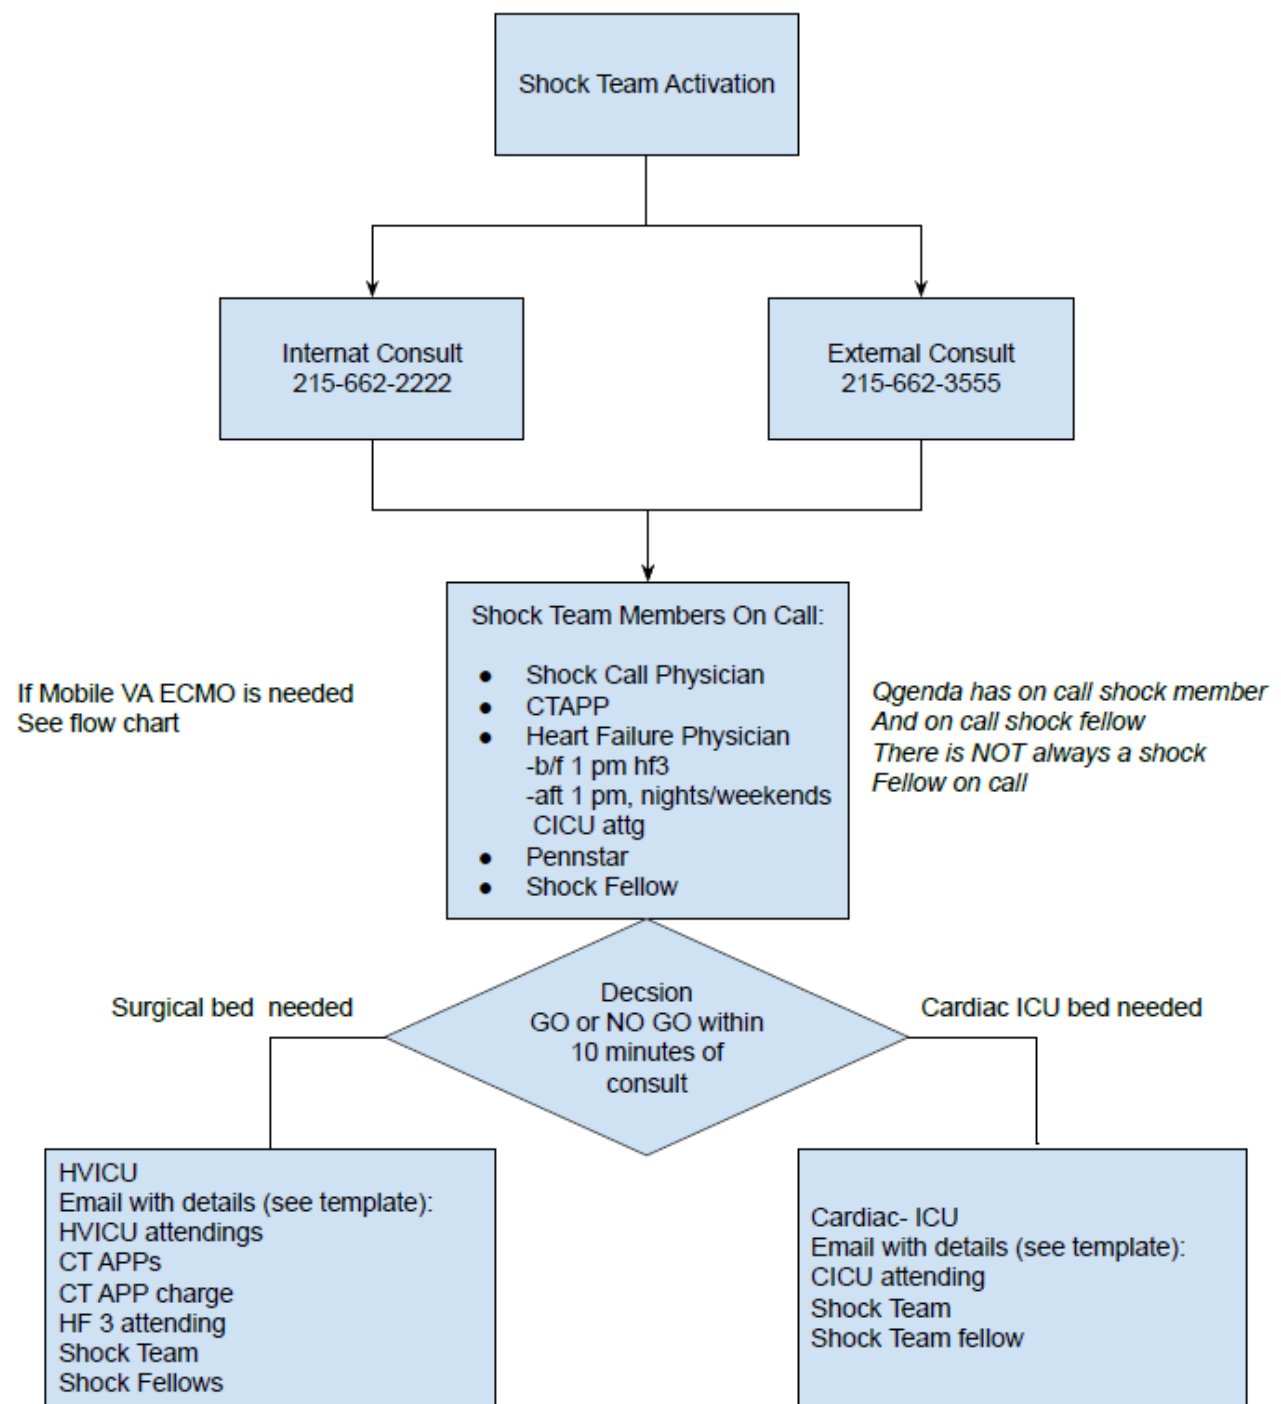 Shock Team Activation
Internat Consult
215-662-2222
External Consult
215-662-3555
Shock Team Members On Call:
● Shock Call Physician
● CTAPP
● Heart Failure Physician
-b/f 1 pm hf3
-aft 1 pm, nights/weekends
CICU attg
● Pennstar
● Shock Fellow
If Mobile VA ECMO is needed
See flow chart
Qgenda has on call shock member
And on call shock fellow
There is NOT always a shock
Fellow on call
Decsion
GO or NO GO within
10 minutes of
consult
Surgical bed needed
Cardiac ICU bed needed
HVICU
Email with details (see template):
HVICU attendings
CT APPs
CT APP charge
HF 3 attending
Shock Team
Shock Fellows
Cardiac- ICU
Email with details (see template):
CICU attending
Shock Team
Shock Team fellow